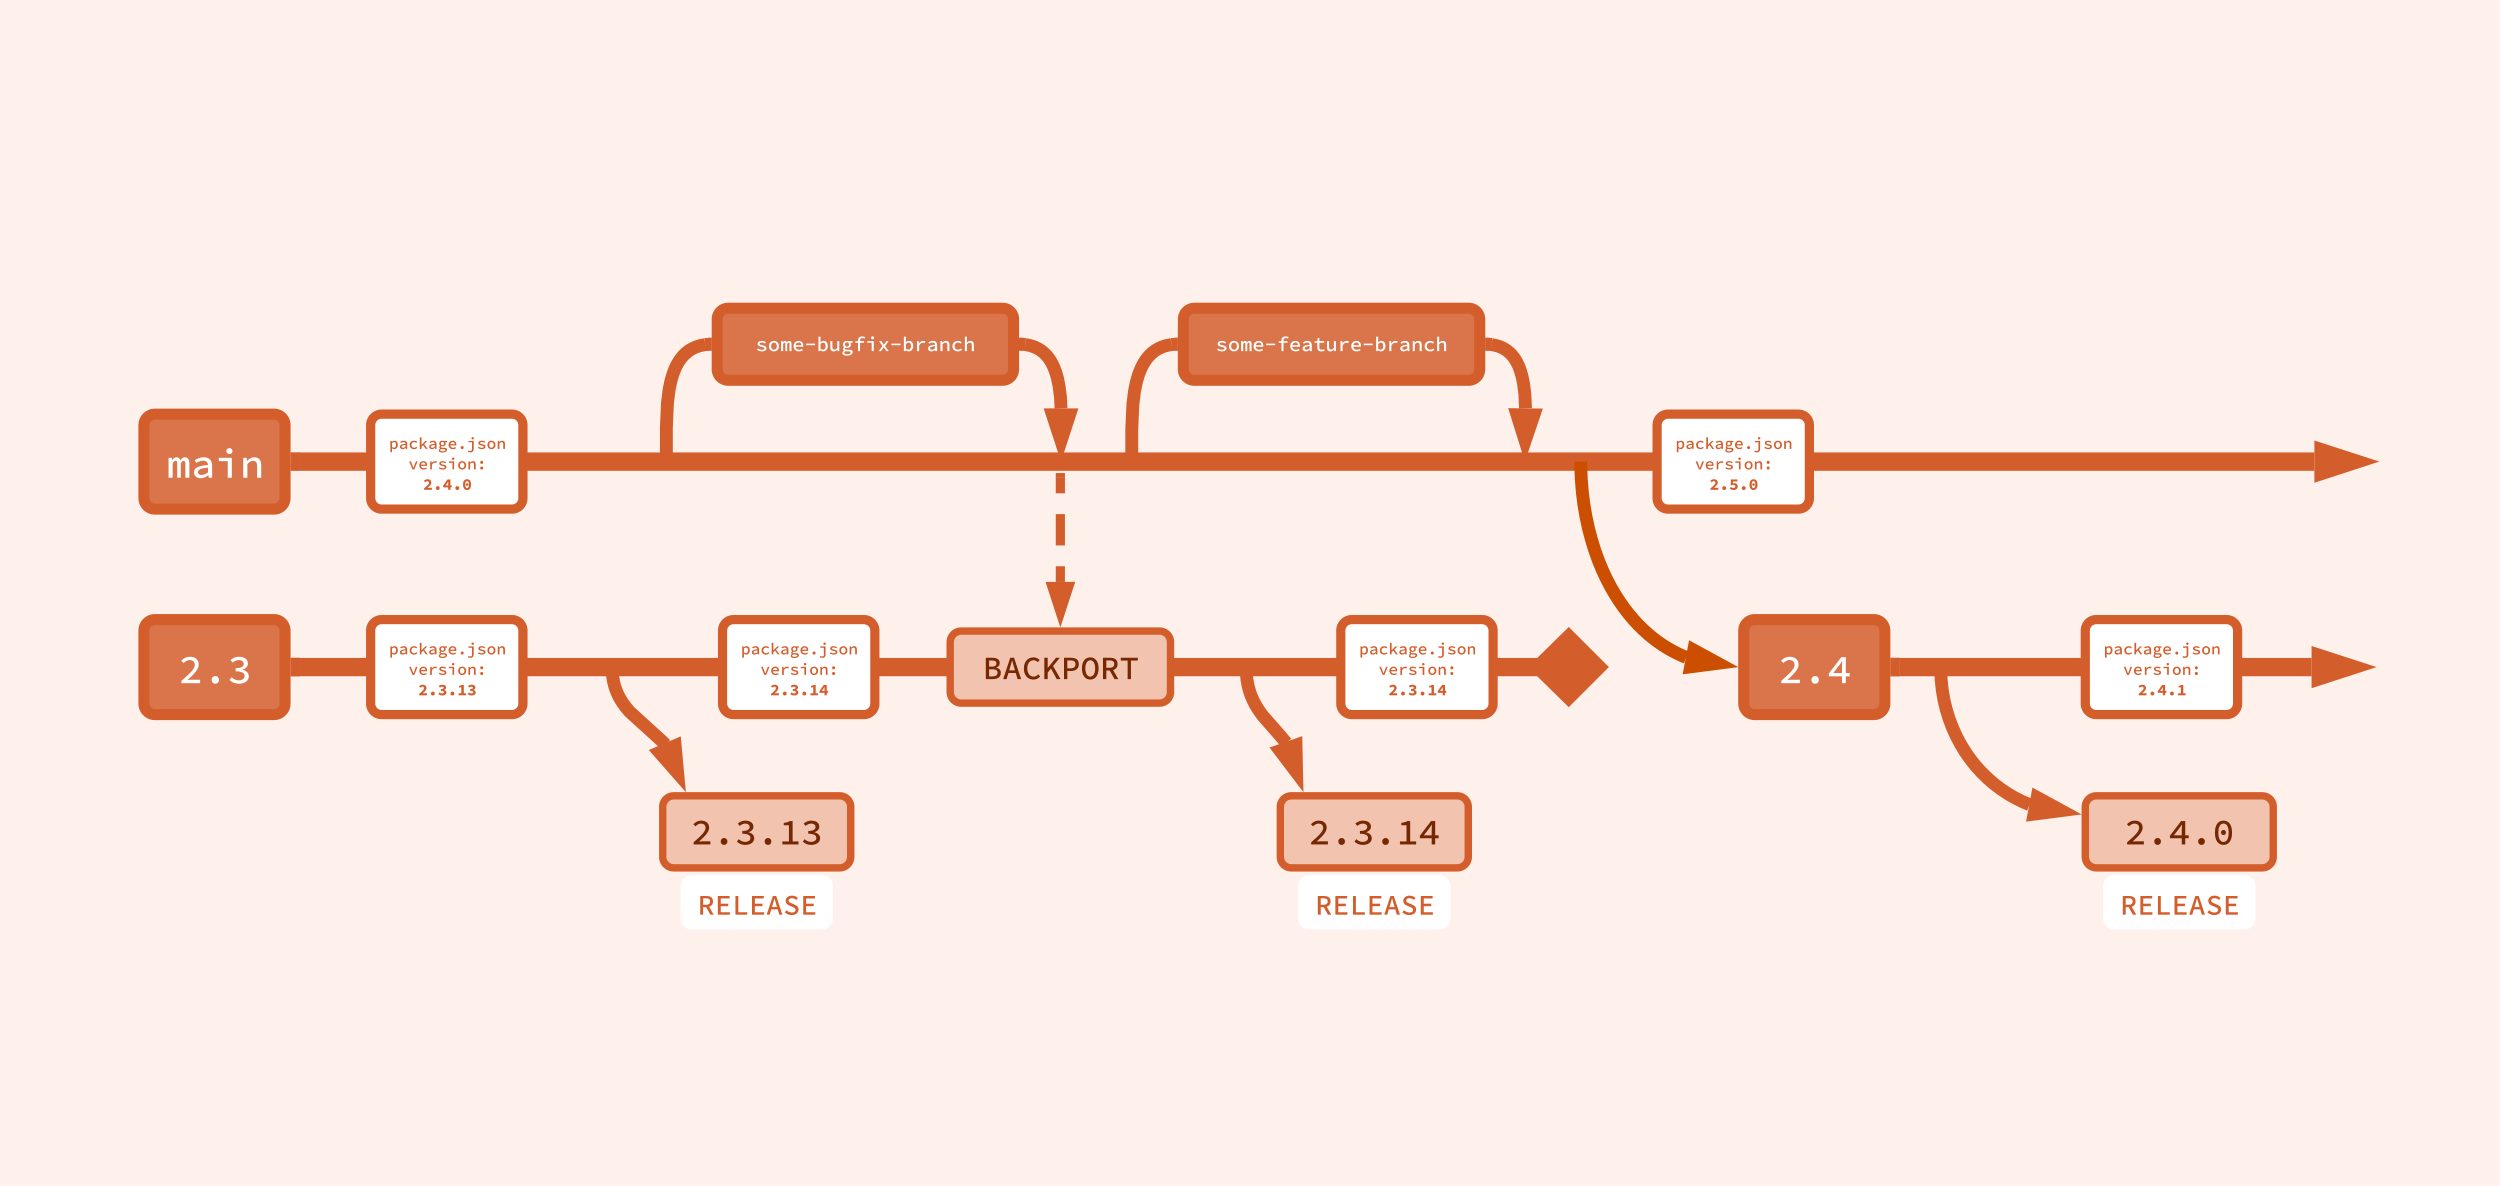 some-bugfix-branch
some-feature-branch
main
package.json
version:
2.4.0
package.json
version:
2.5.0
2.3
package.json
version:
2.3.13
package.json
version:
2.3.14
BACKPORT
package.json
version:
2.3.14
2.4
package.json
version:
2.4.1
2.3.13
RELEASE
2.3.14
RELEASE
2.4.0
RELEASE